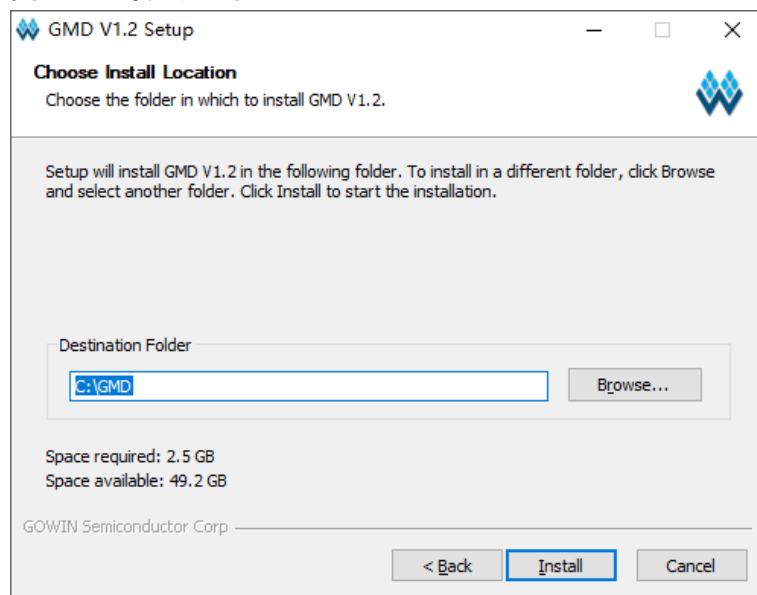 GMD V1.2 Setup
Choose Install Location
Choose the folder in which to install GMD V1.2.
Setup will install GMD V1.2 in the following folder. To install in a different folder, click Browse
and select another folder. Click Install to start the installation.
Destination Folder
C:\GMD
Browse...
Space required: 2.5 GB
Space available: 49.2 GB
GOWIN Semiconductor Corp
< Back
Install
Cancel